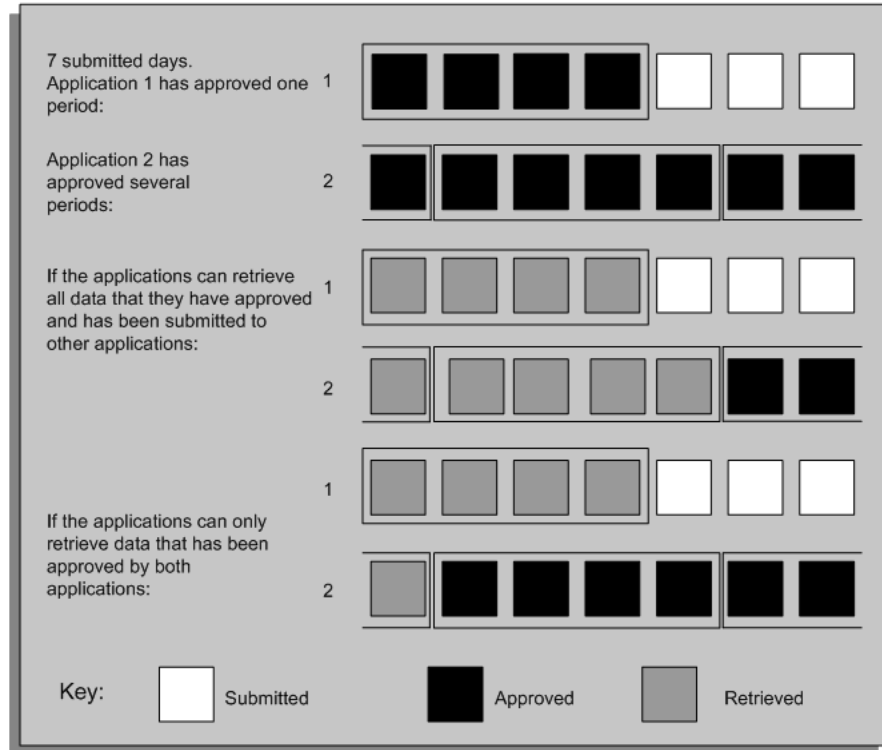 7 submitted days.
Application 1 has approved one
period:
1
Application 2 has
approved several
periods:
2
If the applications can retrieve
all data that they have approved
and has been submitted to
other applications:
1
2
1
If the applications can only
retrieve data that has been
approved by both
applications:
2
Key:
Submitted
Approved
Retrieved